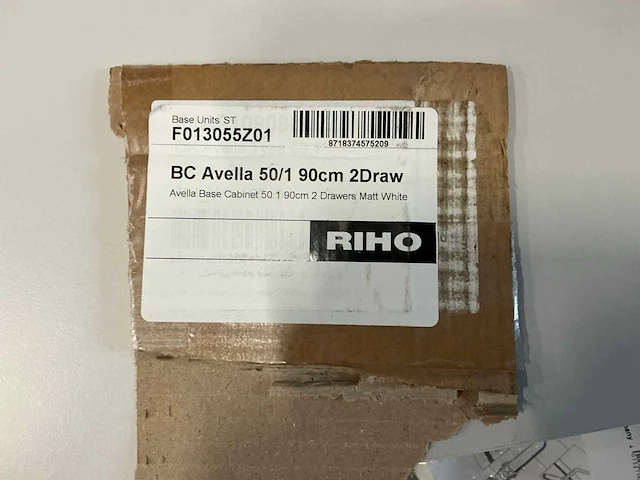 Base Units ST
F013055Z01
8718374575209
BC Avella 50/1 90cm 2Draw
Avella Base Cabinet 50.1 90cm 2 Drawers Matt White
RIHO